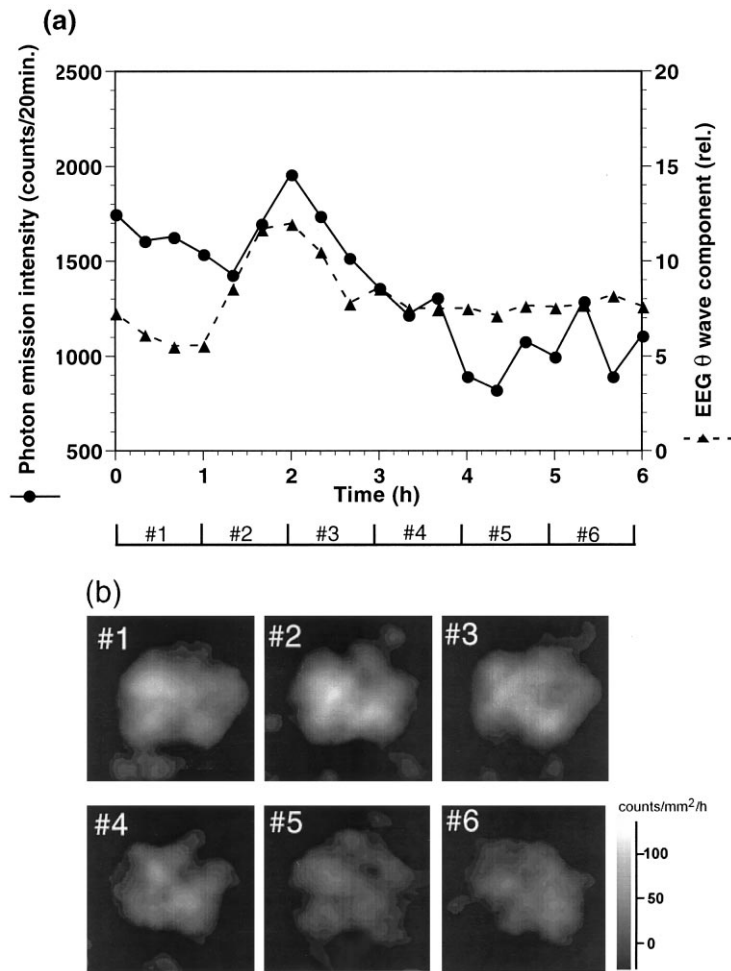 (a)
Photon emission intensity (counts/20min.)
2500
2000
1500
1000
500
20
15
10
5
0
EEG θ wave component (rel.)
0 1 2 3 4 5 6
Time (h)
#1 #2 #3 #4 #5 #6
(b)
#1 #2 #3
#4 #5 #6
counts/mm²/h
100
50
0